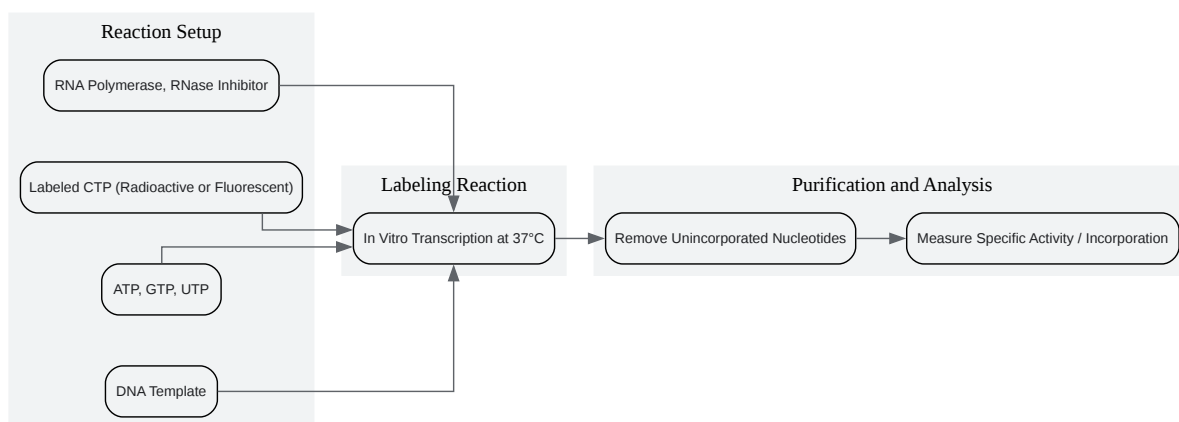 Reaction Setup
RNA Polymerase, RNase Inhibitor
Labeled CTP (Radioactive or Fluorescent)
ATP, GTP, UTP
DNA Template
Labeling Reaction
In Vitro Transcription at 37°C
Purification and Analysis
Remove Unincorporated Nucleotides
Measure Specific Activity / Incorporation